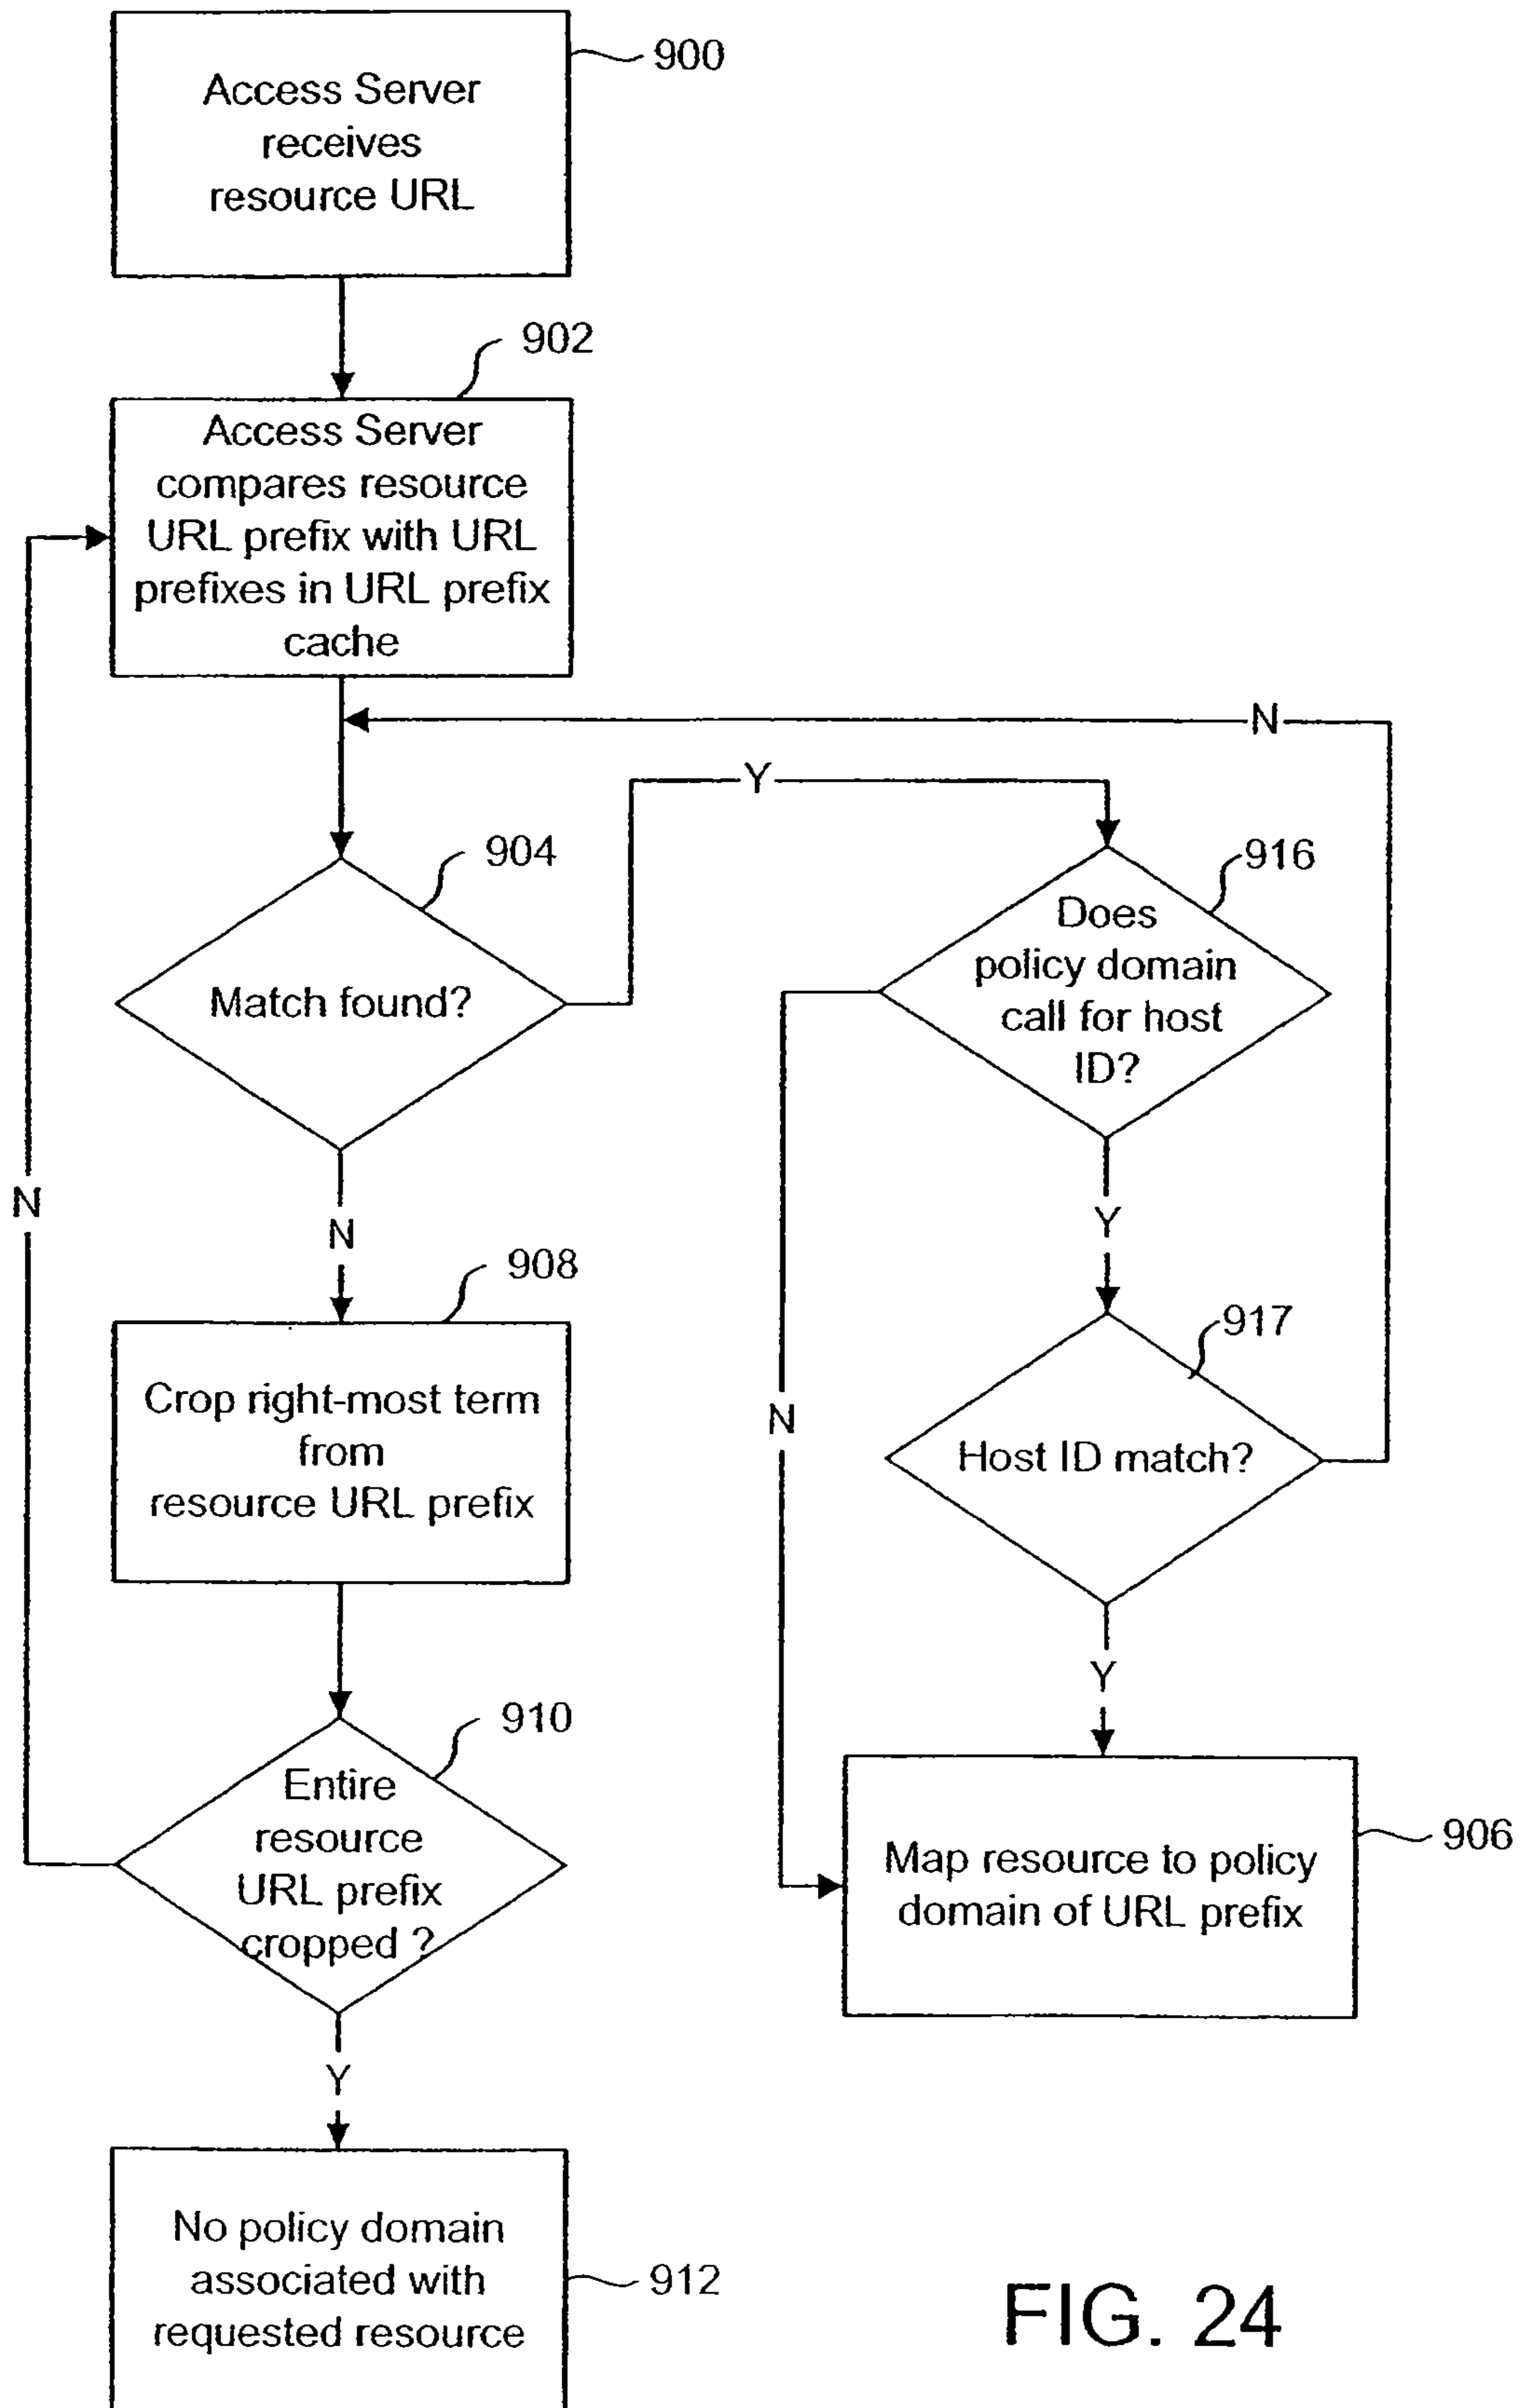 Access Server
receives
resource URL
900
902
Access Server
compares resource
URL prefix with URL
prefixes in URL prefix
cache
N
Y
904
Match found?
916
Does
policy domain
call for host
ID?
N
N
Y
908
Crop right-most term
from
resource URL prefix
917
Host ID match?
N
Y
910
Entire
resource
URL prefix
cropped ?
906
Map resource to policy
domain of URL prefix
Y
No policy domain
associated with
requested resource
912
FIG. 24